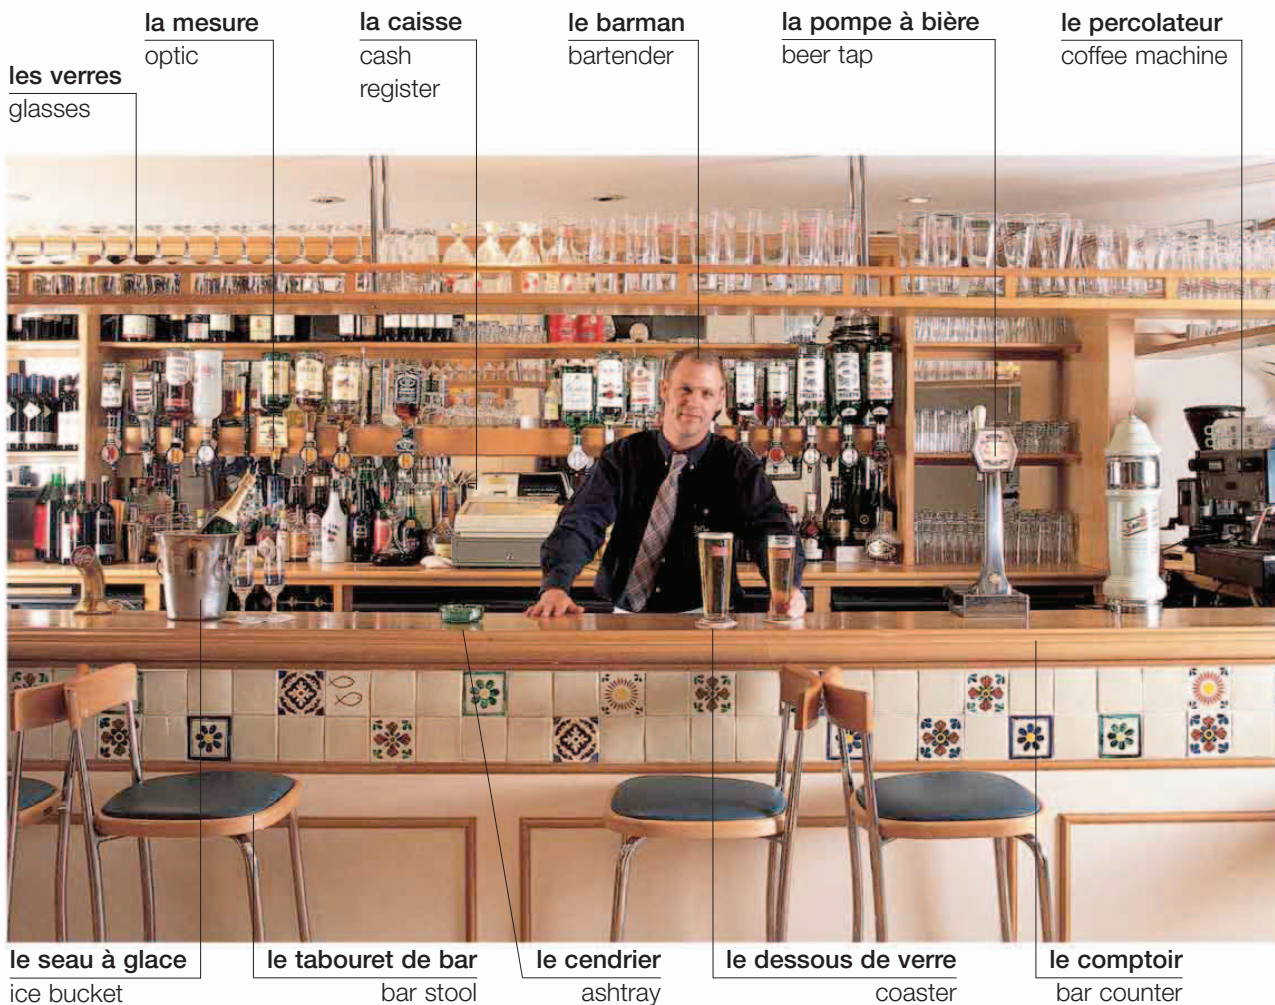 la mesure
optic
la caisse
cash
register
le barman
bartender
la pompe à bière
beer tap
le percolateur
coffee machine
les verres
glasses
le seau à glace
ice bucket
le tabouret de bar
bar stool
le cendrier
ashtray
le dessous de verre
coaster
le comptoir
bar counter